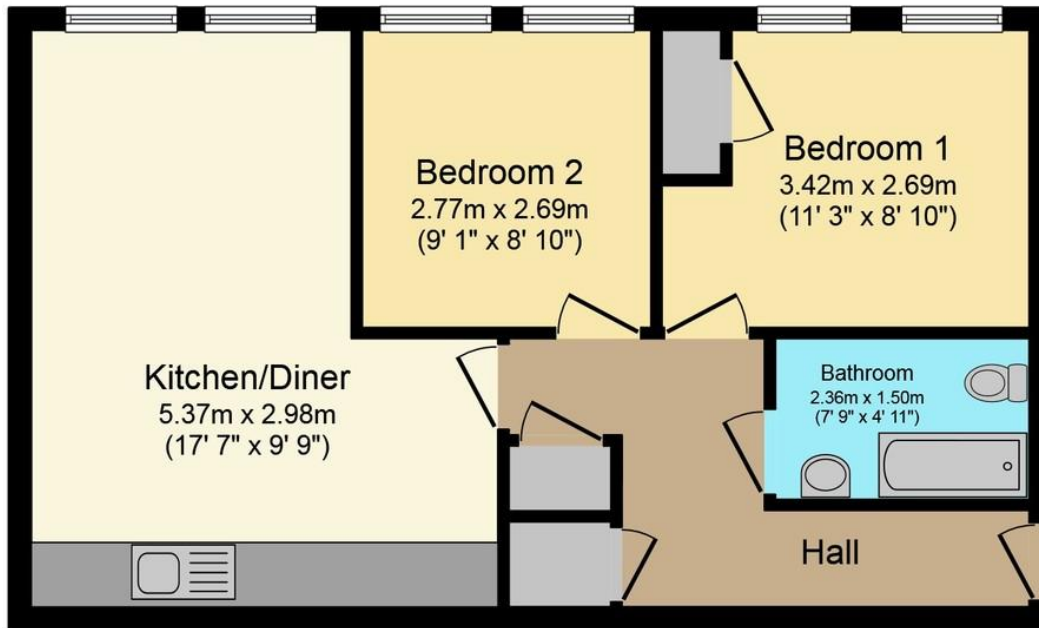 Bedroom 2
2.77m x 2.69m
(9' 1" x 8' 10")
Bedroom 1
3.42m x 2.69m
(11' 3" x 8' 10")
Kitchen/Diner
5.37m x 2.98m
(17' 7" x 9' 9")
Bathroom
2.36m x 1.50m
(7' 9" x 4' 11")
Hall